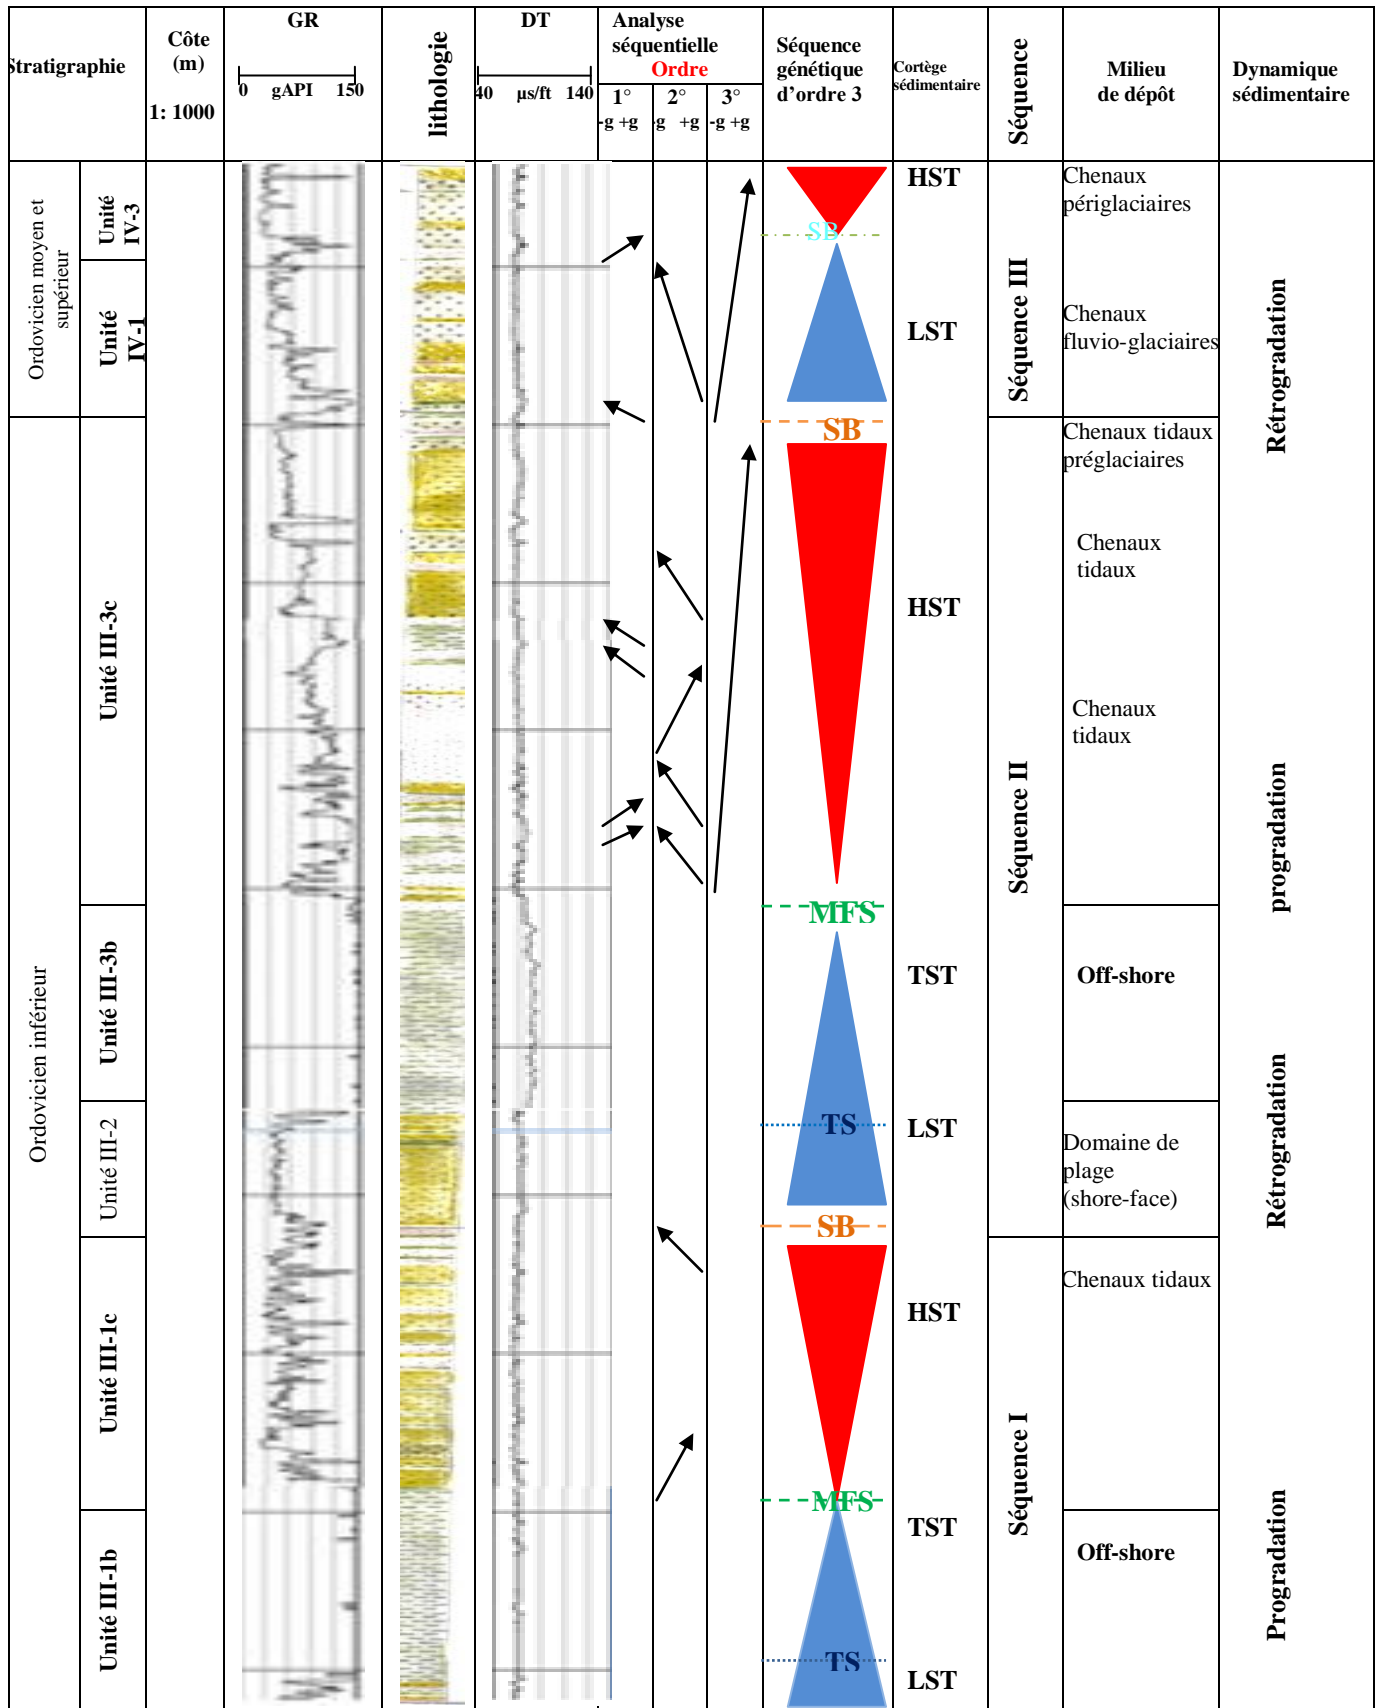 Stratigraphie
Côte
(m)
1: 1000
GR
0 gAPI 150
lithologie
DT
40 µs/ft 140
Analyse
séquentielle
Ordre
1° 2° 3°
-g +g -g +g -g +g
Séquence
génétique
d'ordre 3
Cortège
sédimentaire
Séquence
Milieu
de dépôt
Dynamique
sédimentaire
Ordovicien moyen et
supérieur
Unité
IV-3
Unité
IV-1
Ordovicien inférieur
Unité III-3c
Unité III-3b
Unité III-2
Unité III-1c
Unité III-1b
SB
SB
MFS
TS
SB
MFS
TS
HST
LST
HST
TST
LST
HST
TST
LST
Séquence III
Séquence II
Séquence I
Chenaux
périglaciaires
Chenaux
fluvio-glaciaires
Chenaux tidaux
préglaciaires
Chenaux
tidaux
Chenaux
tidaux
Off-shore
Domaine de
plage
(shore-face)
Chenaux tidaux
Off-shore
Rétrogradation
progradation
Rétrogradation
Progradation